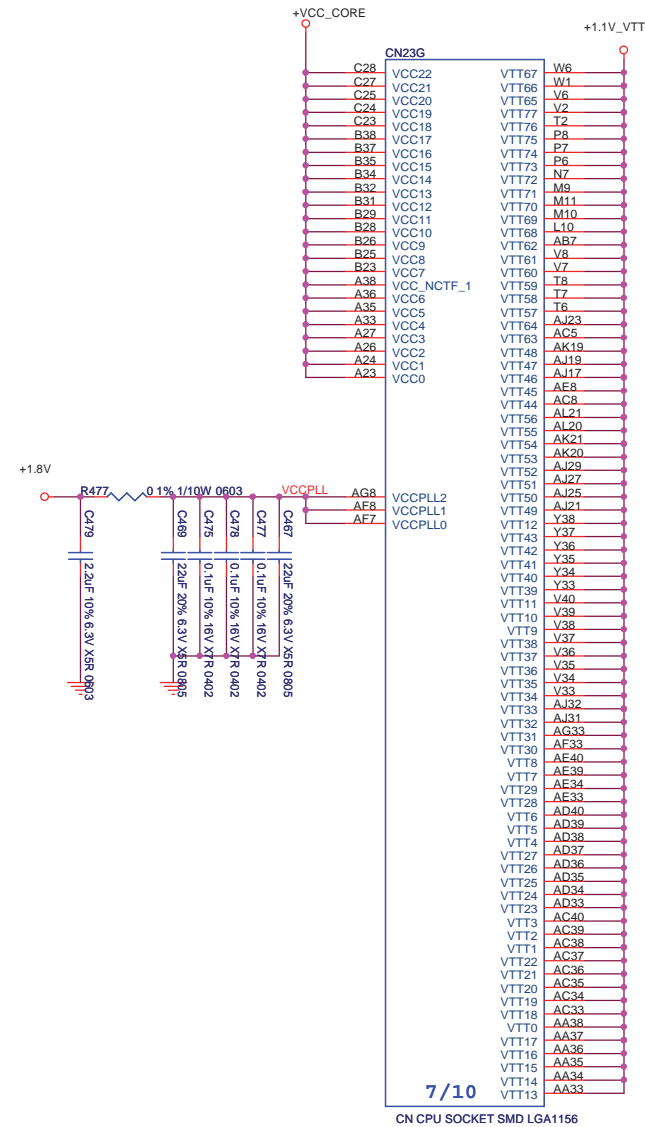 +VCC_CORE
+1.1V_VTT
CN23G
C28 VCC22 VTT67 W6
C27 VCC21 VTT66 W1
C25 VCC20 VTT65 V6
C24 VCC19 VTT77 V2
C23 VCC18 VTT76 T2
B38 VCC17 VTT75 P8
B37 VCC16 VTT74 P7
B35 VCC15 VTT73 P6
B34 VCC14 VTT72 N7
B32 VCC13 VTT71 M9
B31 VCC12 VTT70 M11
B29 VCC11 VTT69 M10
B28 VCC10 VTT68 L10
B26 VCC9 VTT62 AB7
B25 VCC8 VTT61 V8
B23 VCC7 VTT60 V7
A38 VCC_NCTF_1 VTT59 T8
A36 VCC6 VTT58 T7
A35 VCC5 VTT57 T6
A33 VCC4 VTT64 AJ23
A27 VCC3 VTT63 AC5
A26 VCC2 VTT48 AK19
A24 VCC1 VTT47 AJ19
A23 VCC0 VTT46 AJ17
VTT45 AE8
VTT44 AC8
VTT56 AL21
VTT55 AL20
VTT54 AK21
VTT53 AK20
VTT52 AJ29
VTT51 AJ27
+1.8V
R477 0 1% 1/10W 0603 VCCPLL AG8 VCCPLL2 VTT50 AJ25
AF8 VCCPLL1 VTT49 AJ21
AF7 VCCPLL0 VTT12 Y38
VTT43 Y37
VTT42 Y36
VTT41 Y35
VTT40 Y34
VTT39 Y33
VTT11 V40
VTT10 V39
VTT9 V38
VTT38 V37
VTT37 V36
VTT36 V35
VTT35 V34
VTT34 V33
VTT33 AJ32
VTT32 AJ31
VTT31 AG33
VTT30 AF33
VTT8 AE40
VTT7 AE39
VTT29 AE34
VTT28 AE33
VTT6 AD40
VTT5 AD39
VTT4 AD38
VTT27 AD37
VTT26 AD36
VTT25 AD35
VTT24 AD34
VTT23 AD33
VTT3 AC40
VTT2 AC39
VTT1 AC38
VTT22 AC37
VTT21 AC36
VTT20 AC35
VTT19 AC34
VTT18 AC33
VTT0 AA38
VTT17 AA37
VTT16 AA36
VTT15 AA35
VTT14 AA34
VTT13 AA33
C479 2.2uF 10% 6.3V X5R 0603
C469 22uF 20% 6.3V X5R 0805
C475 0.1uF 10% 16V X7R 0402
C478 0.1uF 10% 16V X7R 0402
C477 0.1uF 10% 16V X7R 0402
C467 22uF 20% 6.3V X5R 0805
7/10
CN CPU SOCKET SMD LGA1156